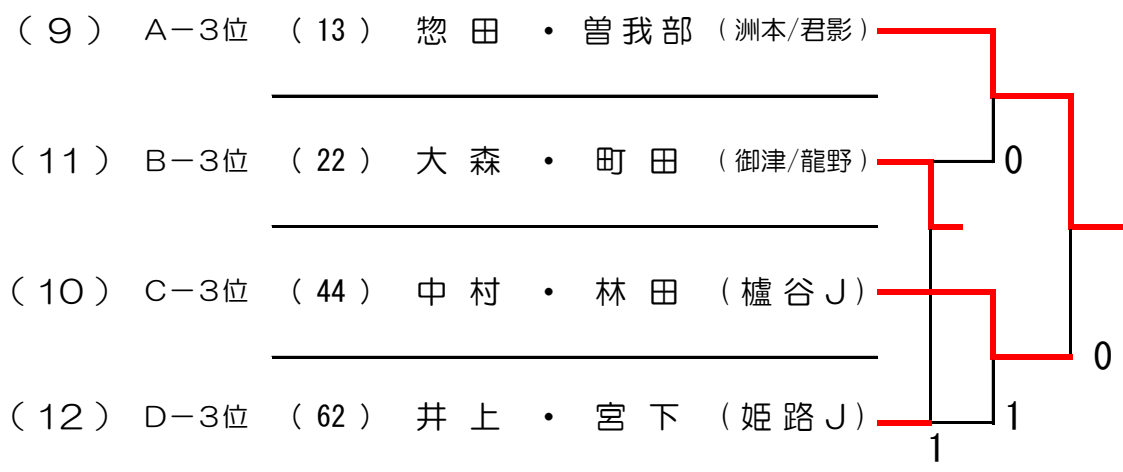 (9) A-3位 (13) 惣田・曽我部 (洲本/君影)
(11) B-3位 (22) 大森・町田 (御津/龍野) 0
(10) C-3位 (44) 中村・林田 (櫨谷J)
0
(12) D-3位 (62) 井上・宮下 (姫路J) 1
1